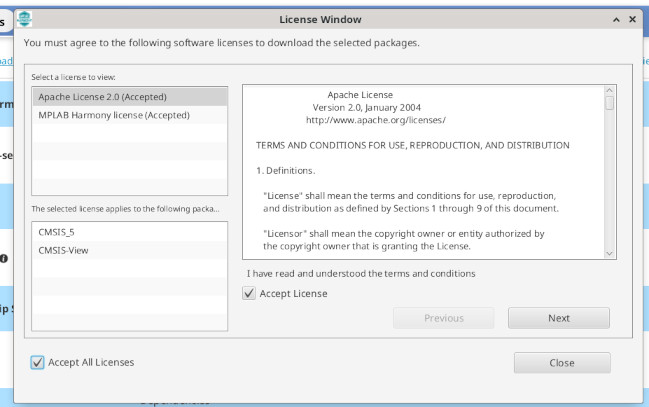 License Window
You must agree to the following software licenses to download the selected packages.
Select a license to view:
Apache License 2.0 (Accepted)
MPLAB Harmony license (Accepted)
The selected license applies to the following packa...
CMSIS_5
CMSIS-View
Apache License
Version 2.0, January 2004
http://www.apache.org/licenses/
TERMS AND CONDITIONS FOR USE, REPRODUCTION, AND DISTRIBUTION
1. Definitions.
"License" shall mean the terms and conditions for use, reproduction,
and distribution as defined by Sections 1 through 9 of this document.
"Licensor" shall mean the copyright owner or entity authorized by
the copyright owner that is granting the License.
I have read and understood the terms and conditions
Accept License
Previous
Next
Accept All Licenses
Close